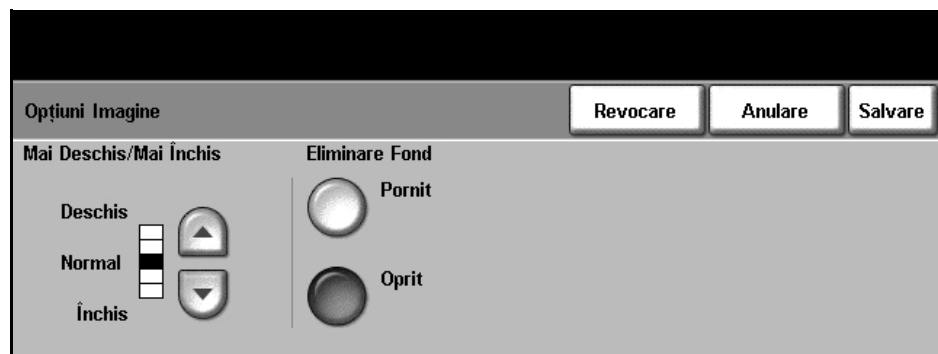 Opțiuni Imagine
Revocare
Anulare
Salvare
Mai Deschis/Mai Închis
Eliminare Fond
Deschis
Normal
Închis
Pornit
Oprit